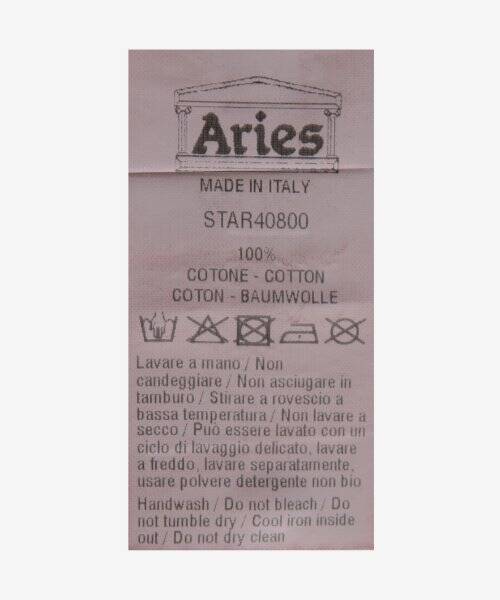 Aries
MADE IN ITALY
STAR40800
100%
COTONE - COTTON
COTON - BAUMWOLLE
Lavare a mano / Non
candeggiare / Non asciugare in
tamburo / Stirare a rovescio a
bassa temperatura / Non lavare a
secco / Può essere lavato con un
ciclo di lavaggio delicato, lavare
a freddo, lavare separatamente,
usare polvere detergente non bio
Handwash / Do not bleach / Do
not tumble dry / Cool iron inside
out / Do not dry clean